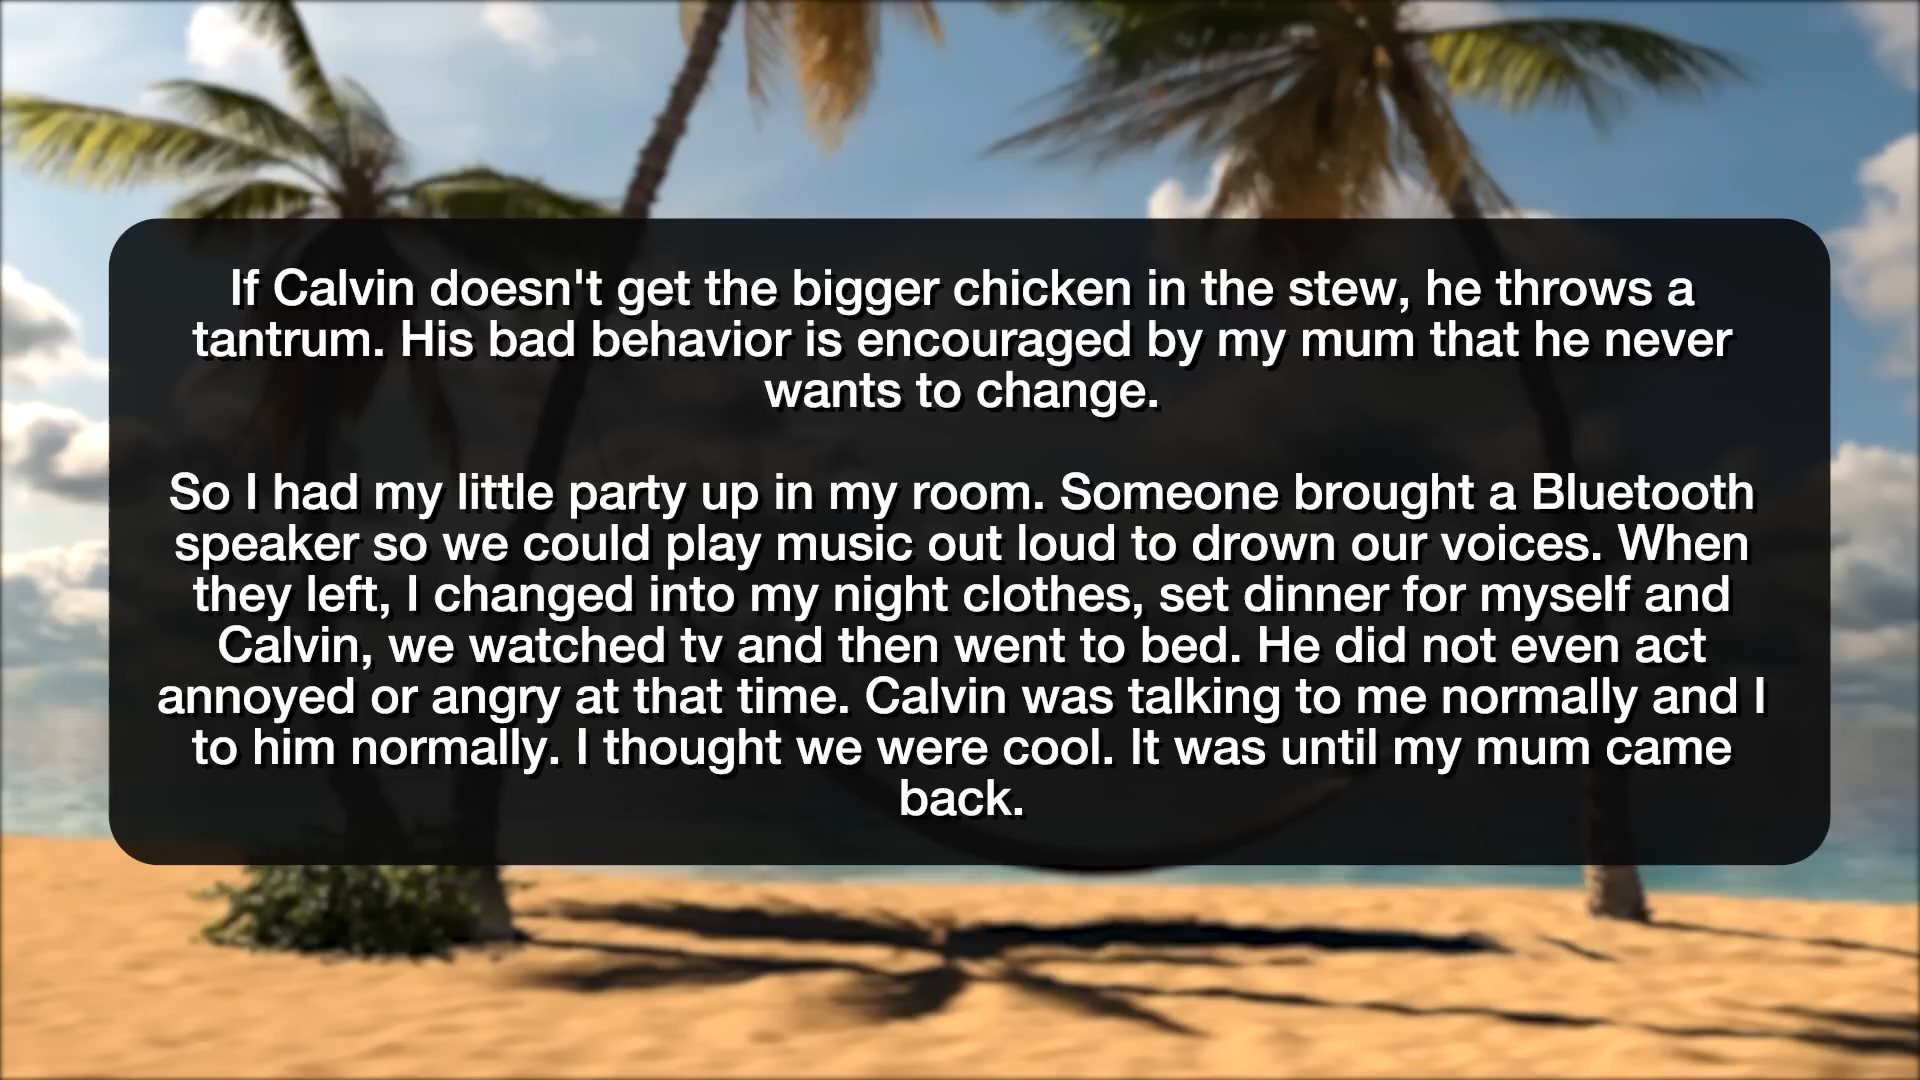 If Calvin doesn't get the bigger chicken in the stew, he throws a
tantrum. His bad behavior is encouraged by my mum that he never
wants to change.
So I had my little party up in my room. Someone brought a Bluetooth
speaker so we could play music out loud to drown our voices. When
they left, I changed into my night clothes, set dinner for myself and
Calvin, we watched tv and then went to bed. He did not even act
annoyed or angry at that time. Calvin was talking to me normally and I
to him normally. I thought we were cool. It was until my mum came
back.